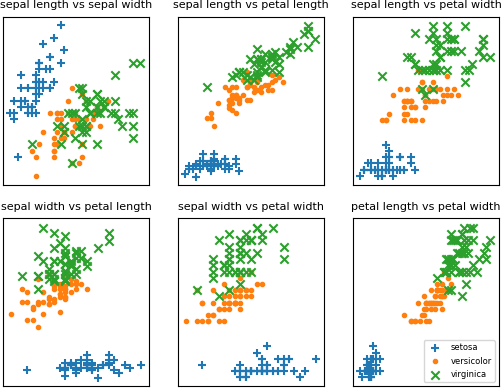 sepal length vs sepal width
sepal length vs petal length
sepal length vs petal width
sepal width vs petal length
sepal width vs petal width
petal length vs petal width
setosa
versicolor
virginica